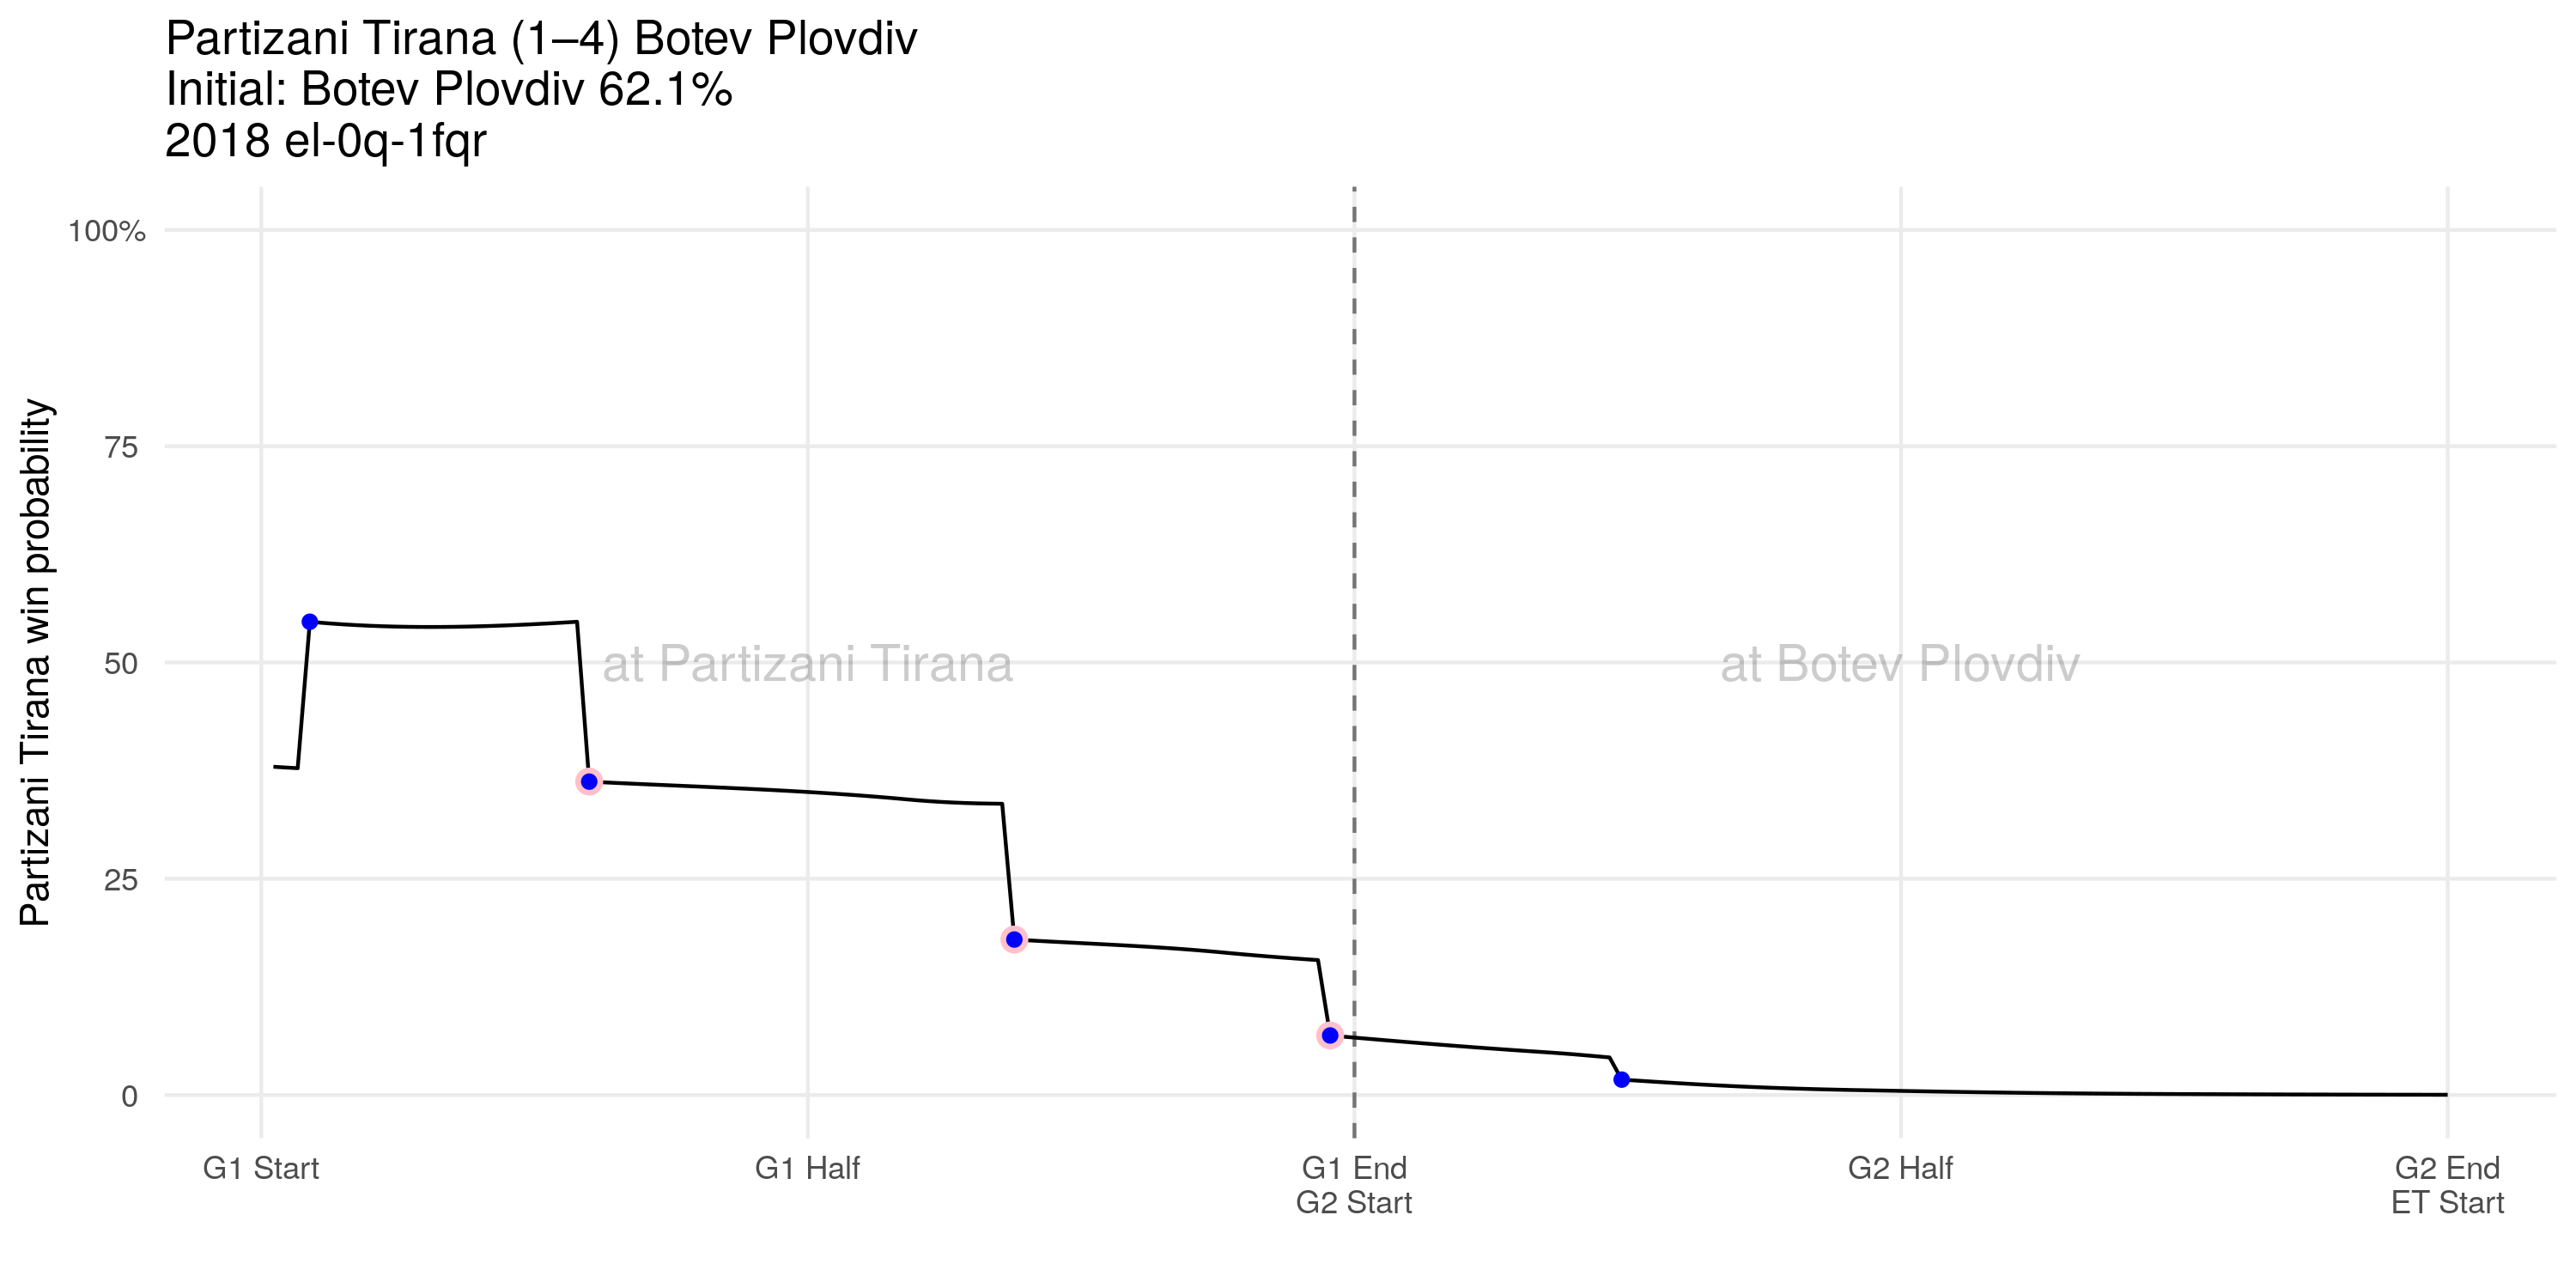 Partizani Tirana (1–4) Botev Plovdiv
Initial: Botev Plovdiv 62.1%
2018 el-0q-1fqr
Partizani Tirana win probability
100%
75
50
25
0
at Partizani Tirana
at Botev Plovdiv
G1 Start
G1 Half
G1 End
G2 Start
G2 Half
G2 End
ET Start